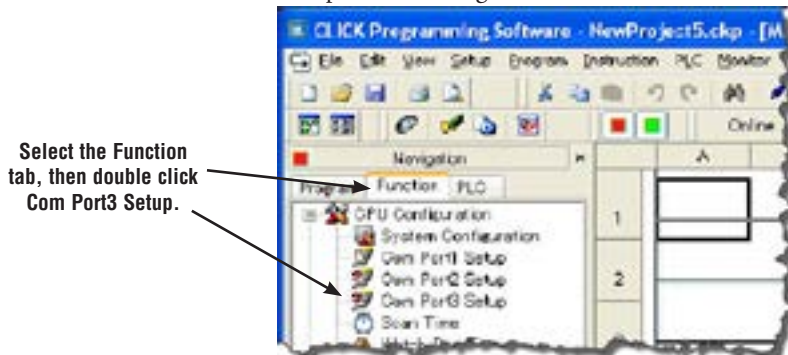 CLICK Programming Software - NewProject5.ckp - [M
File Edit View Setup Program Instruction PLC Monitor
Online
Select the Function
tab, then double click
Com Port3 Setup.
Navigation
Program Function PLC
A
CPU Configuration
System Configuration
Com Port1 Setup
Com Port2 Setup
Com Port3 Setup
Scan Time
1
2